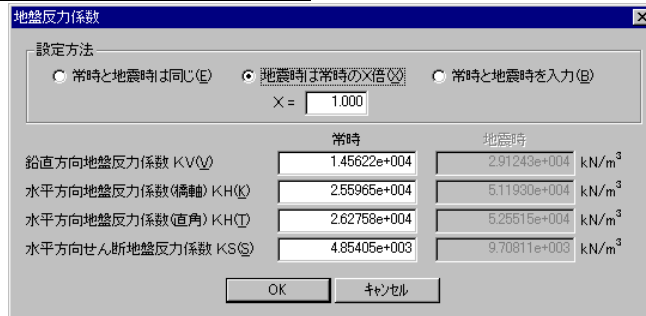 地盤反力係数
設定方法
常時と地震時は同じ(E) 地震時は常時のX倍(X) 常時と地震時を入力(B)
X = 1.000
常時 地震時
鉛直方向地盤反力係数 KV(V) 1.45622e+004 2.91243e+004 kN/m³
水平方向地盤反力係数(橋軸) KH(K) 2.55965e+004 5.11930e+004 kN/m³
水平方向地盤反力係数(直角) KH(T) 2.62758e+004 5.25515e+004 kN/m³
水平方向せん断地盤反力係数 KS(S) 4.85405e+003 9.70811e+003 kN/m³
OK キャンセル